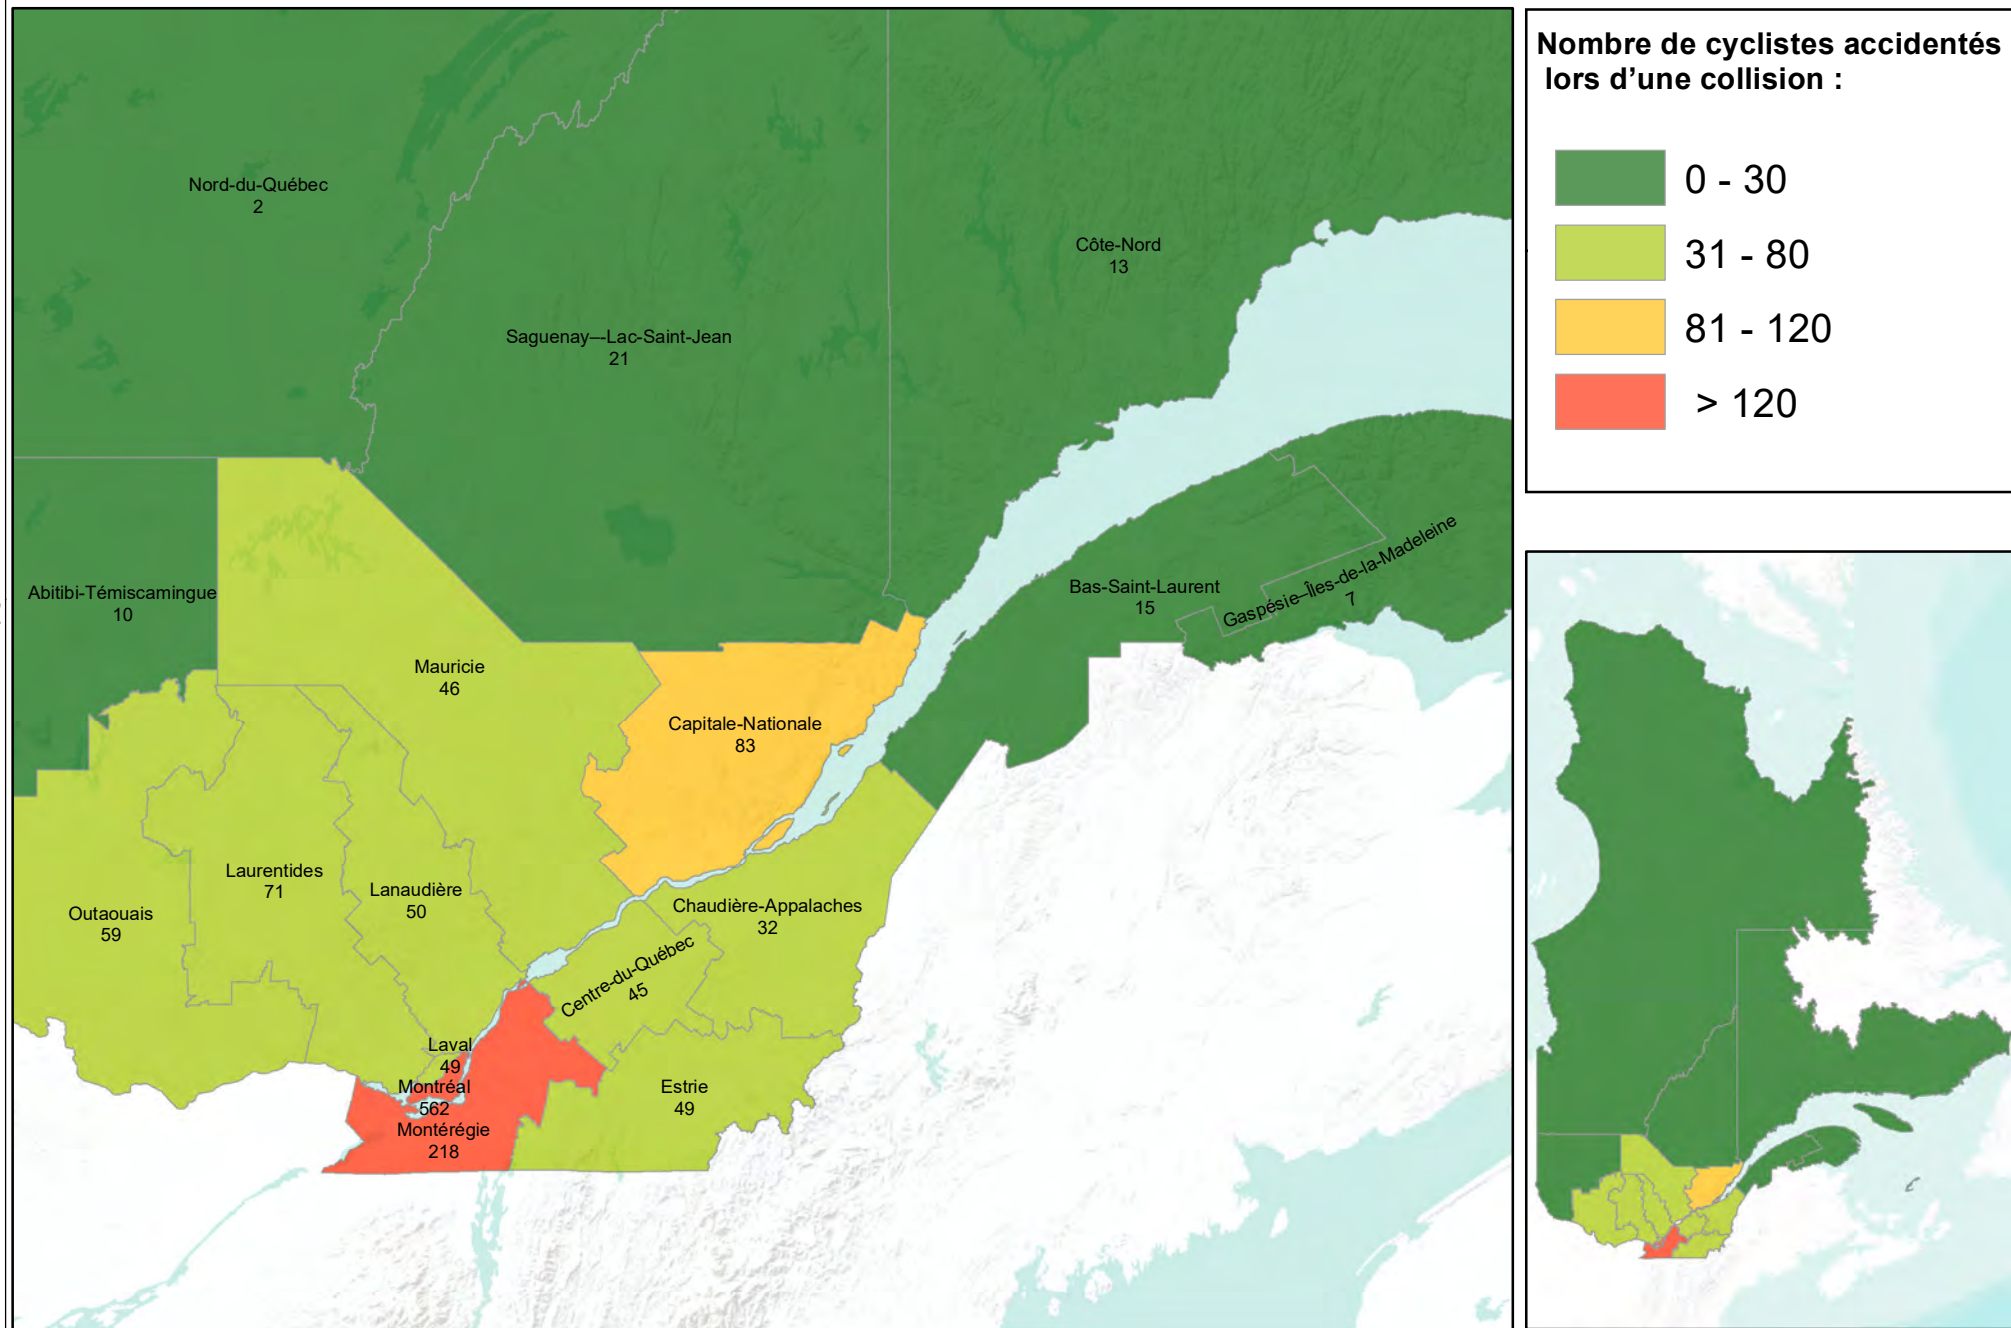 Nombre de cyclistes accidentés
lors d’une collision :
0 - 30
31 - 80
81 - 120
> 120
Nord-du-Québec
2
Côte-Nord
13
Saguenay--Lac-Saint-Jean
21
Abitibi-Témiscamingue
10
Bas-Saint-Laurent
15
Gaspésie–Îles-de-la-Madeleine
7
Mauricie
46
Capitale-Nationale
83
Laurentides
71
Lanaudière
50
Outaouais
59
Chaudière-Appalaches
32
Centre-du-Québec
45
Laval
49
Montréal
562
Montérégie
218
Estrie
49